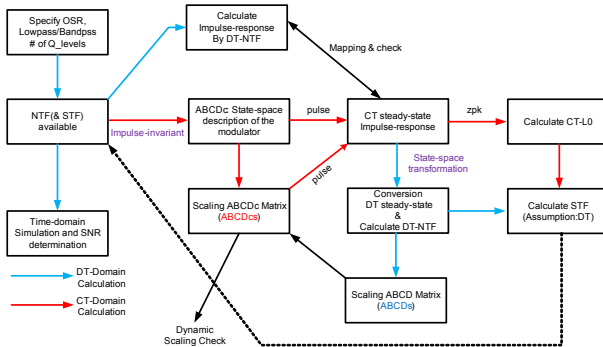 Specify OSR,
Lowpass/Bandpss
# of Q_levels
Calculate
Impulse-response
By DT-NTF
Mapping & check
NTF(& STF)
available
Impulse-invariant
ABCDc: State-space
description of the
modulator
pulse
CT steady-state
Impulse-response
zpk
Calculate CT-L0
pulse
State-space
transformation
Time-domain
Simulation and SNR
determination
Scaling ABCDc Matrix
(ABCDcs)
Conversion
DT steady-state
&
Calculate DT-NTF
Calculate STF
(Assumption:DT)
DT-Domain
Calculation
CT-Domain
Calculation
Scaling ABCD Matrix
(ABCDs)
Dynamic
Scaling Check